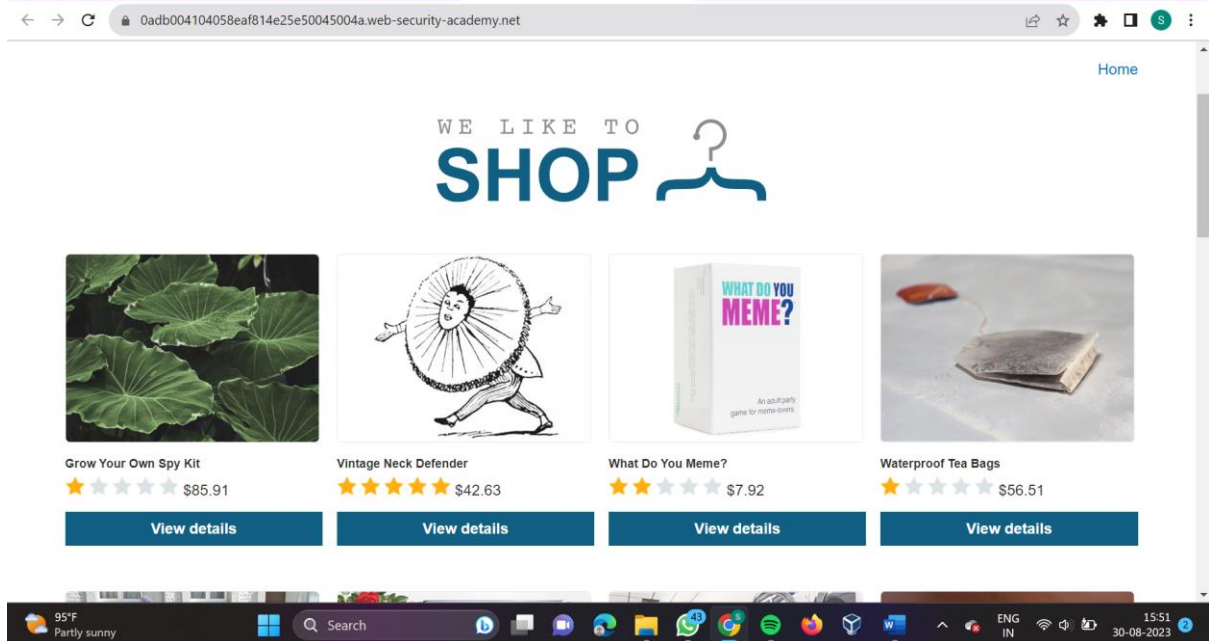 0adb004104058eaf814e25e50045004a.web-security-academy.net
S
Home
WE LIKE TO
SHOP
WHAT DO YOU
MEME?
An adult party
game for meme-lovers.
Grow Your Own Spy Kit
Vintage Neck Defender
What Do You Meme?
Waterproof Tea Bags
$85.91
$42.63
$7.92
$56.51
View details
View details
View details
View details
95°F
Partly sunny
Search
43
ENG
IN
15:51
30-08-2023
2